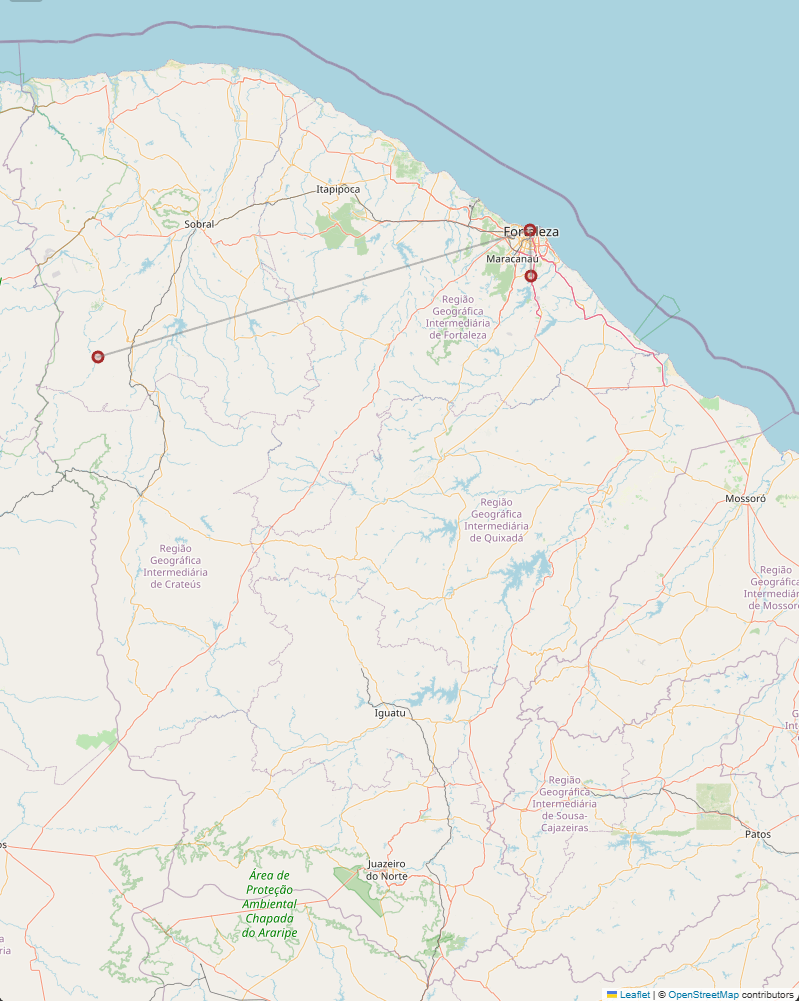 Itapipoca
Sobral
Fortaleza
Maracanaú
Região
Geográfica
Intermediária
de Fortaleza
Mossoró
Região
Geográfica
Intermediária
de Quixadá
Região
Geográfica
Intermediária
de Crateús
Região
Geográfica
Intermediár
de Mosso
Iguatu
Região
Geográfica
Intermediária
de Sousa-
Cajazeiras
Patos
Juazeiro
do Norte
Área de
Proteção
Ambiental
Chapada
do Araripe
Leaflet | © OpenStreetMap contributors